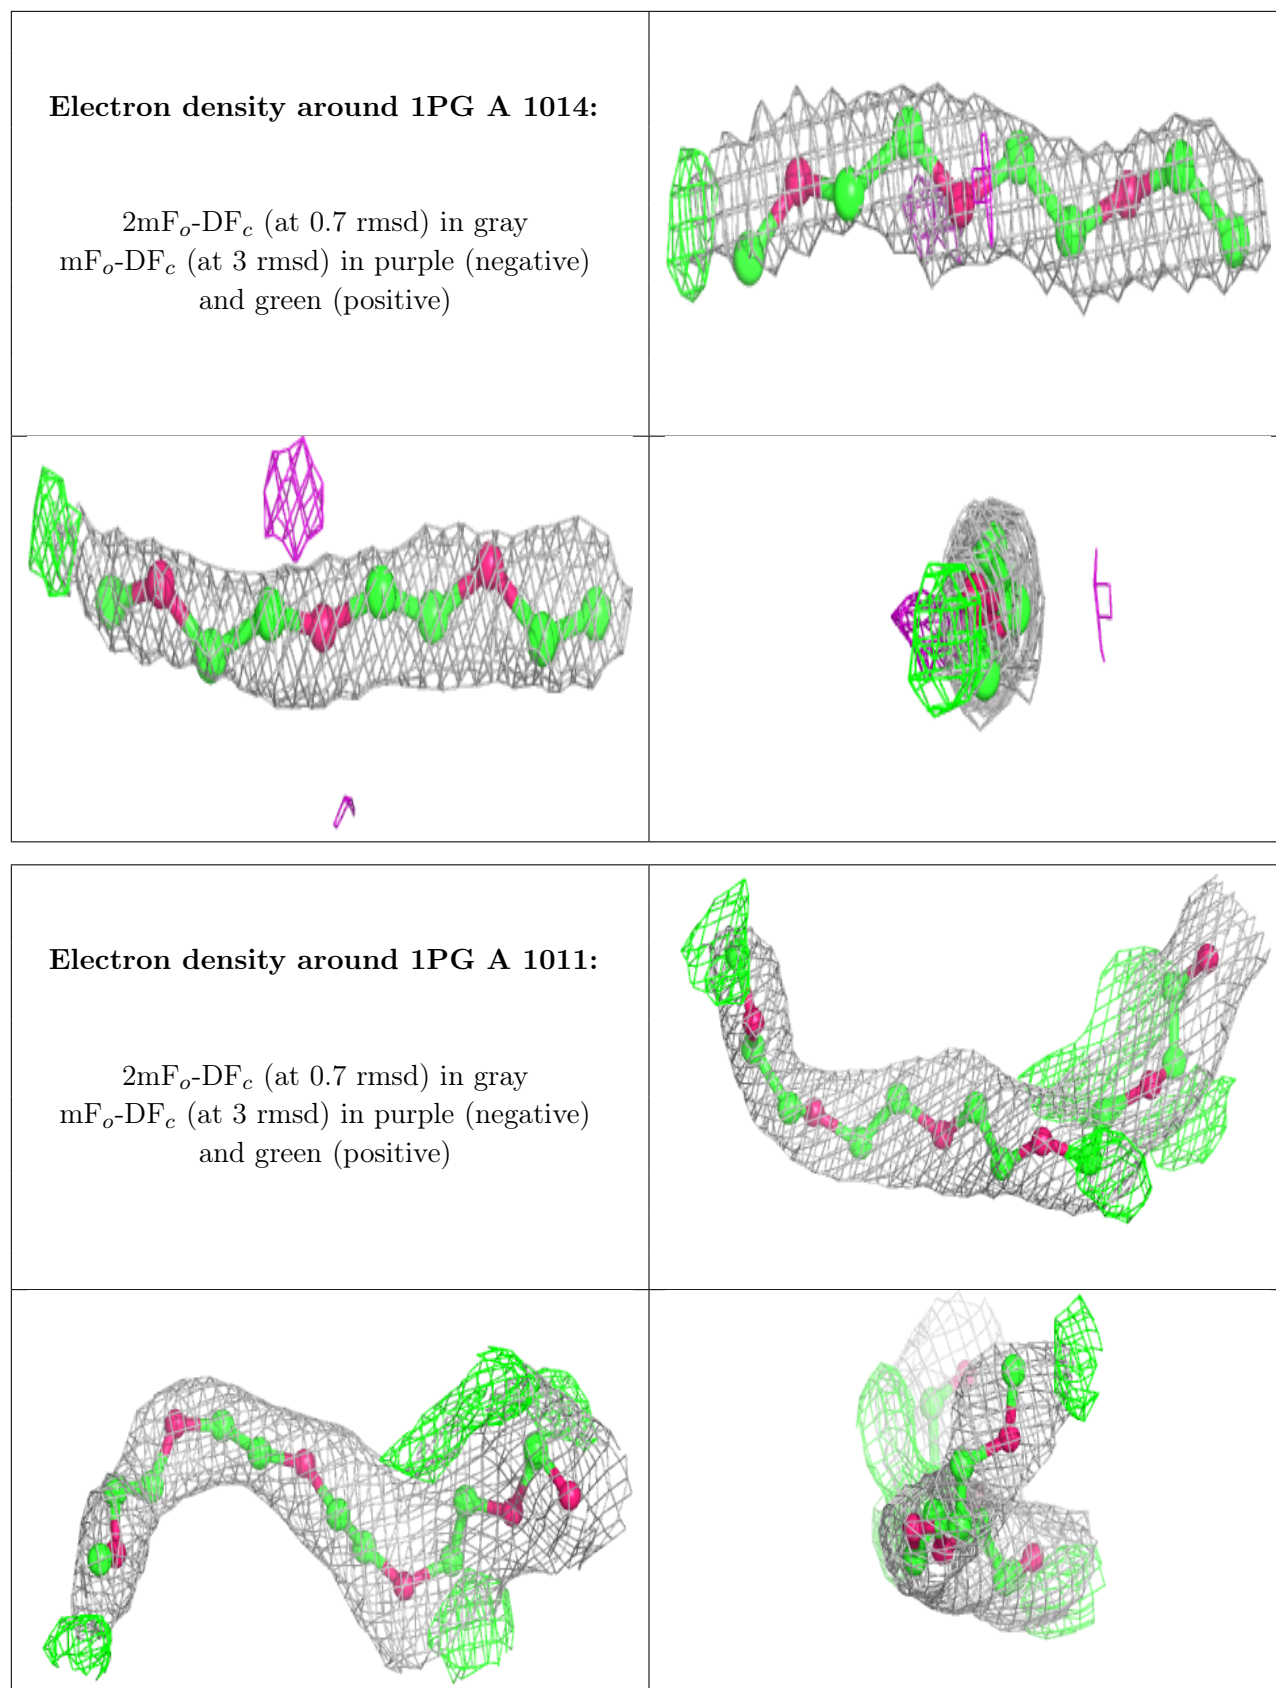 Electron density around 1PG A 1014:
2mFₒ-DF𝒸 (at 0.7 rmsd) in gray
mFₒ-DF𝒸 (at 3 rmsd) in purple (negative)
and green (positive)
Electron density around 1PG A 1011:
2mFₒ-DF𝒸 (at 0.7 rmsd) in gray
mFₒ-DF𝒸 (at 3 rmsd) in purple (negative)
and green (positive)